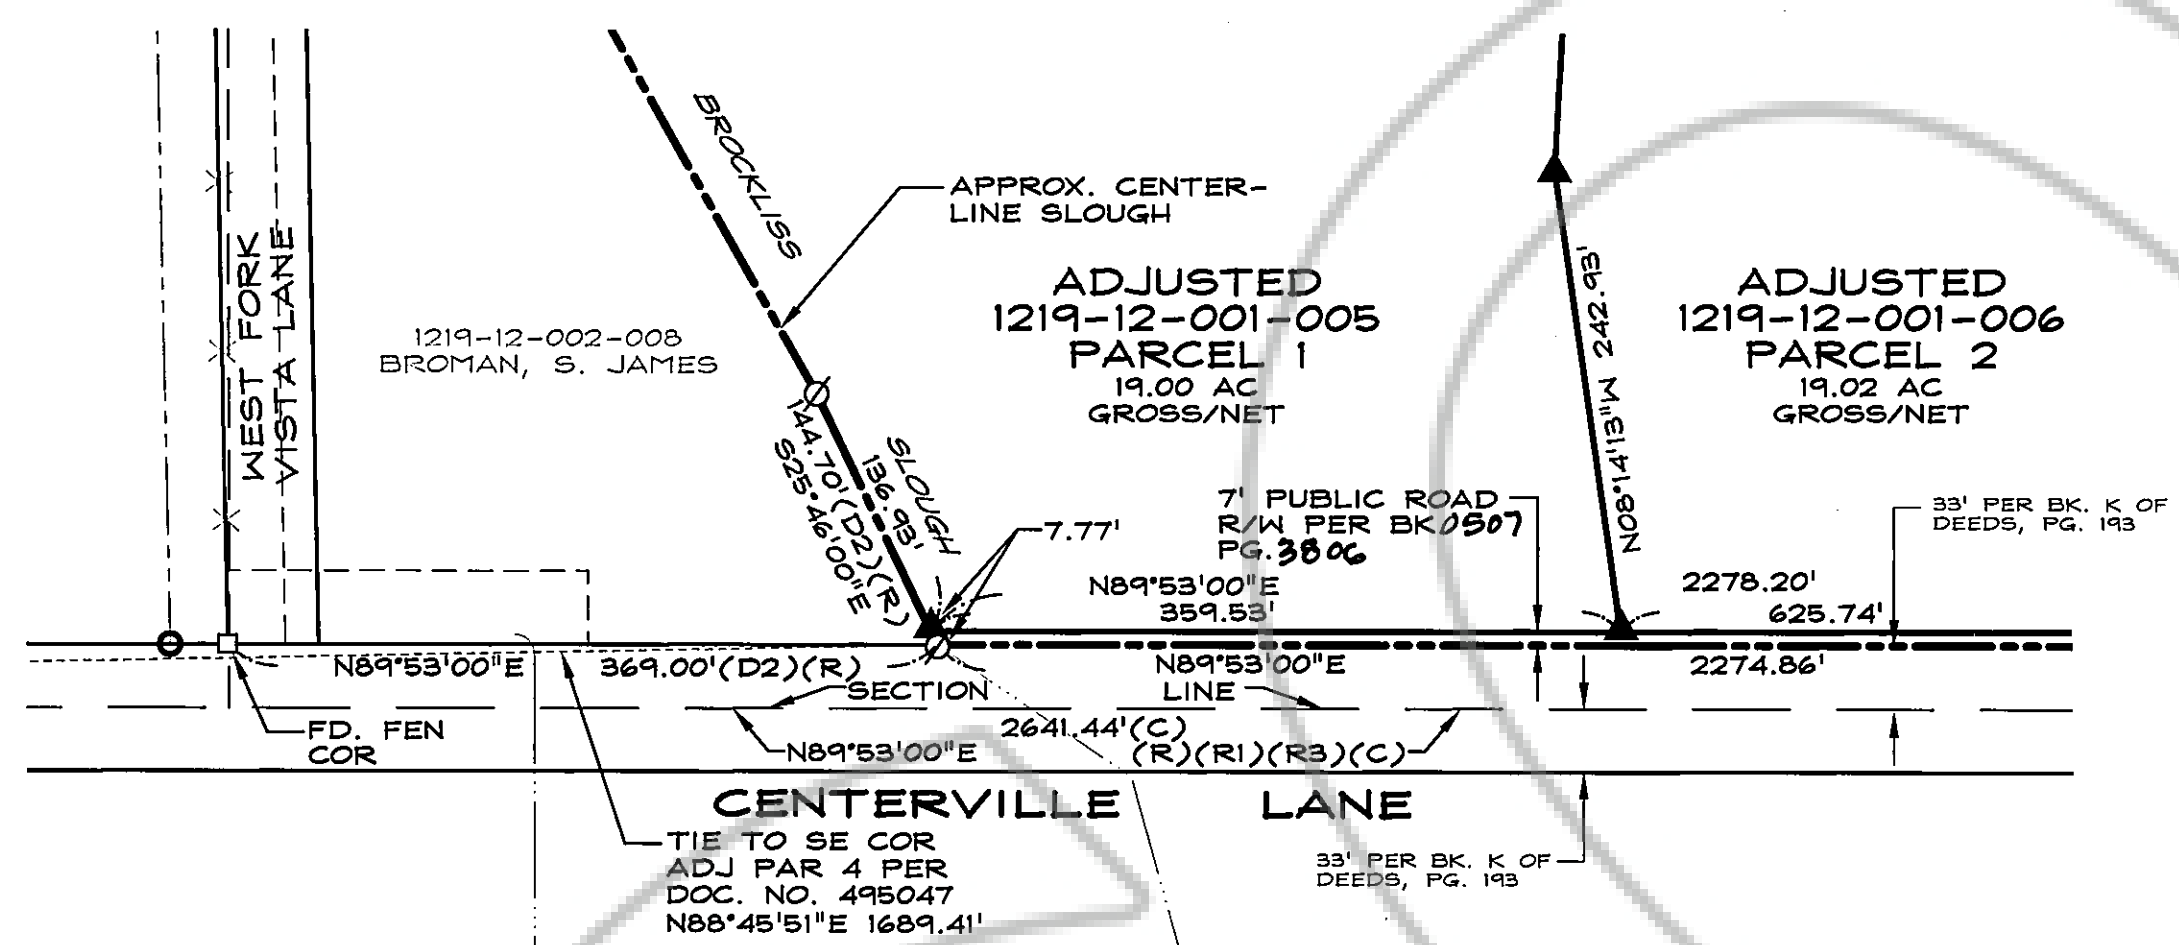 BROCKLISS
APPROX. CENTER-
LINE SLOUGH
WEST FORK
VISTA LANE
1219-12-002-008
BROMAN, S. JAMES
ADJUSTED
1219-12-001-005
PARCEL 1
19.00 AC
GROSS/NET
N08°14'13"W 242.93'
ADJUSTED
1219-12-001-006
PARCEL 2
19.02 AC
GROSS/NET
SLOUGH
136.93'
144.70'(D2)(R)
S25°46'00"E
7.77'
7' PUBLIC ROAD
R/W PER BK 0507
PG. 3806
33' PER BK. K OF
DEEDS, PG. 193
N89°53'00"E
359.53'
2278.20'
625.74'
N89°53'00"E 369.00'(D2)(R)
N89°53'00"E
2274.86'
SECTION LINE
FD. FEN
COR
2641.44'(C)
N89°53'00"E (R)(R1)(R3)(C)
CENTERVILLE LANE
TIE TO SE COR
ADJ PAR 4 PER
DOC. NO. 495047
N88°45'51"E 1689.41'
33' PER BK. K OF
DEEDS, PG. 193